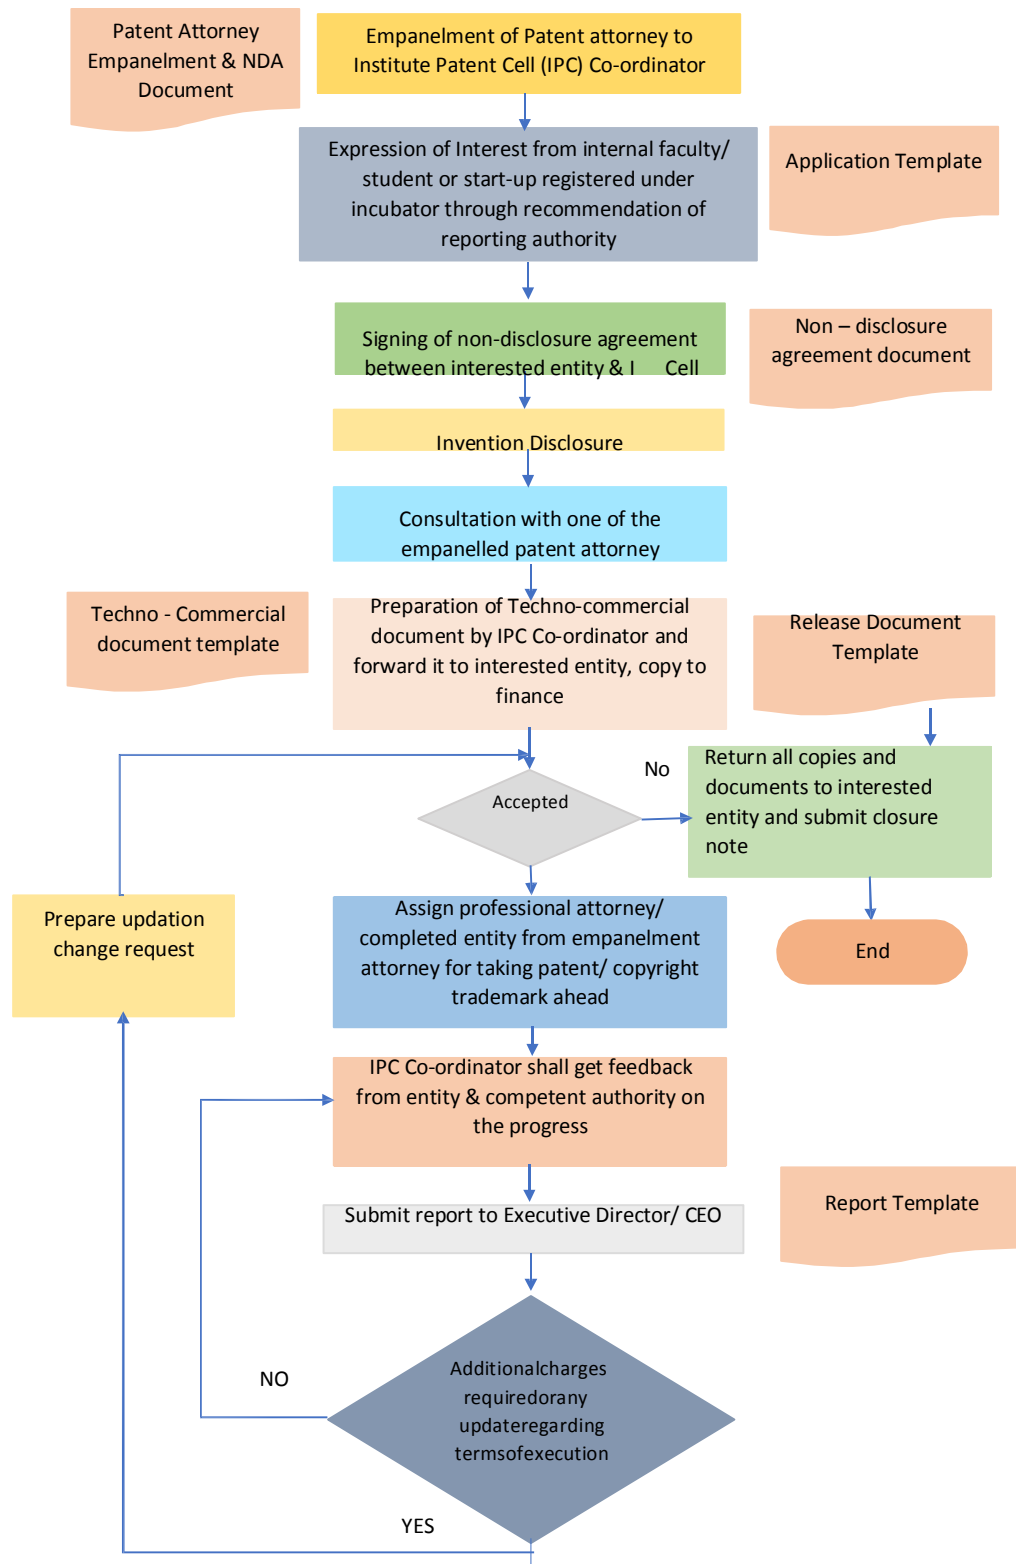 Patent Attorney
Empanelment & NDA
Document
Empanelment of Patent attorney to
Institute Patent Cell (IPC) Co-ordinator
Expression of Interest from internal faculty/
student or start-up registered under
incubator through recommendation of
reporting authority
Application Template
Signing of non-disclosure agreement
between interested entity & I Cell
Non – disclosure
agreement document
Invention Disclosure
Consultation with one of the
empanelled patent attorney
Techno - Commercial
document template
Preparation of Techno-commercial
document by IPC Co-ordinator and
forward it to interested entity, copy to
finance
Release Document
Template
Accepted
No
Return all copies and
documents to interested
entity and submit closure
note
Prepare updation
change request
Assign professional attorney/
completed entity from empanelment
attorney for taking patent/ copyright
trademark ahead
End
IPC Co-ordinator shall get feedback
from entity & competent authority on
the progress
Submit report to Executive Director/ CEO
Report Template
Additionalcharges
requiredorany
updateregarding
termsofexecution
NO
YES